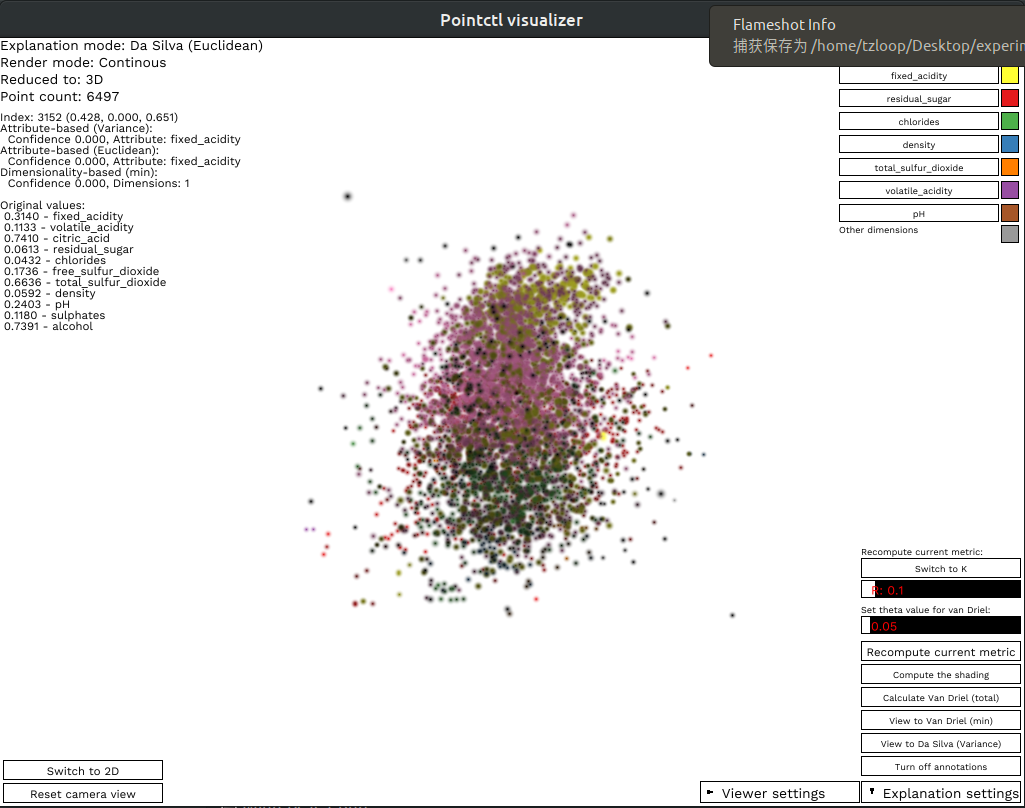 Pointctl visualizer
Flameshot Info
捕获保存为 /home/tzloop/Desktop/experim
Explanation mode: Da Silva (Euclidean)
Render mode: Continous
Reduced to: 3D
Point count: 6497
Index: 3152 (0.428, 0.000, 0.651)
Attribute-based (Variance):
Confidence 0.000, Attribute: fixed_acidity
Attribute-based (Euclidean):
Confidence 0.000, Attribute: fixed_acidity
Dimensionality-based (min):
Confidence 0.000, Dimensions: 1
Original values:
0.3140 - fixed_acidity
0.1133 - volatile_acidity
0.7410 - citric_acid
0.0613 - residual_sugar
0.0432 - chlorides
0.1736 - free_sulfur_dioxide
0.6636 - total_sulfur_dioxide
0.0592 - density
0.2403 - pH
0.1180 - sulphates
0.7391 - alcohol
fixed_acidity
residual_sugar
chlorides
density
total_sulfur_dioxide
volatile_acidity
pH
Other dimensions
Recompute current metric:
Switch to K
R: 0.1
Set theta value for van Driel:
0.05
Recompute current metric
Compute the shading
Calculate Van Driel (total)
View to Van Driel (min)
View to Da Silva (Variance)
Turn off annotations
Switch to 2D
Reset camera view
Viewer settings
Explanation settings